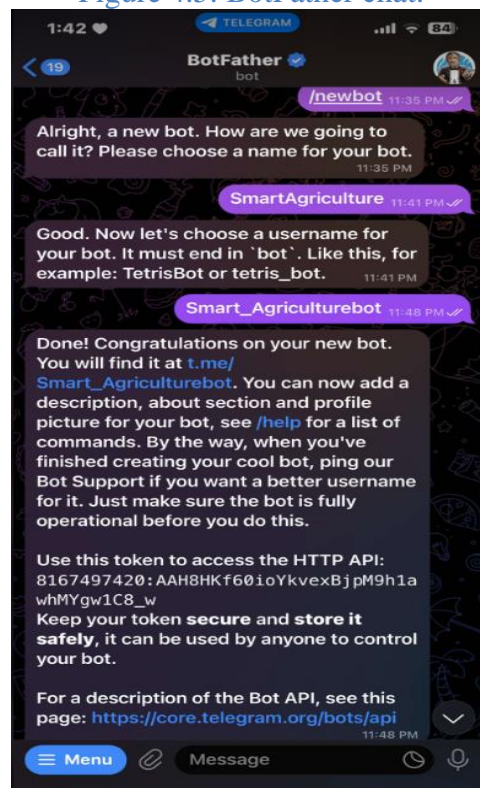 BotFather chat.
1:42
TELEGRAM
84
19
BotFather
bot
/newbot 11:35 PM
Alright, a new bot. How are we going to
call it? Please choose a name for your bot.
11:35 PM
SmartAgriculture 11:41 PM
Good. Now let's choose a username for
your bot. It must end in `bot`. Like this, for
example: TetrisBot or tetris_bot. 11:41 PM
Smart_Agriculturebot 11:48 PM
Done! Congratulations on your new bot.
You will find it at t.me/
Smart_Agriculturebot. You can now add a
description, about section and profile
picture for your bot, see /help for a list of
commands. By the way, when you've
finished creating your cool bot, ping our
Bot Support if you want a better username
for it. Just make sure the bot is fully
operational before you do this.
Use this token to access the HTTP API:
8167497420:AAH8HKf60ioYkvexBjpM9h1a
whMYgw1C8_w
Keep your token secure and store it
safely, it can be used by anyone to control
your bot.
For a description of the Bot API, see this
page: https://core.telegram.org/bots/api
11:48 PM
Menu
Message